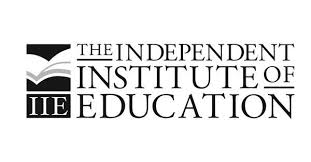 THE INDEPENDENT
INSTITUTE OF
IIE EDUCATION